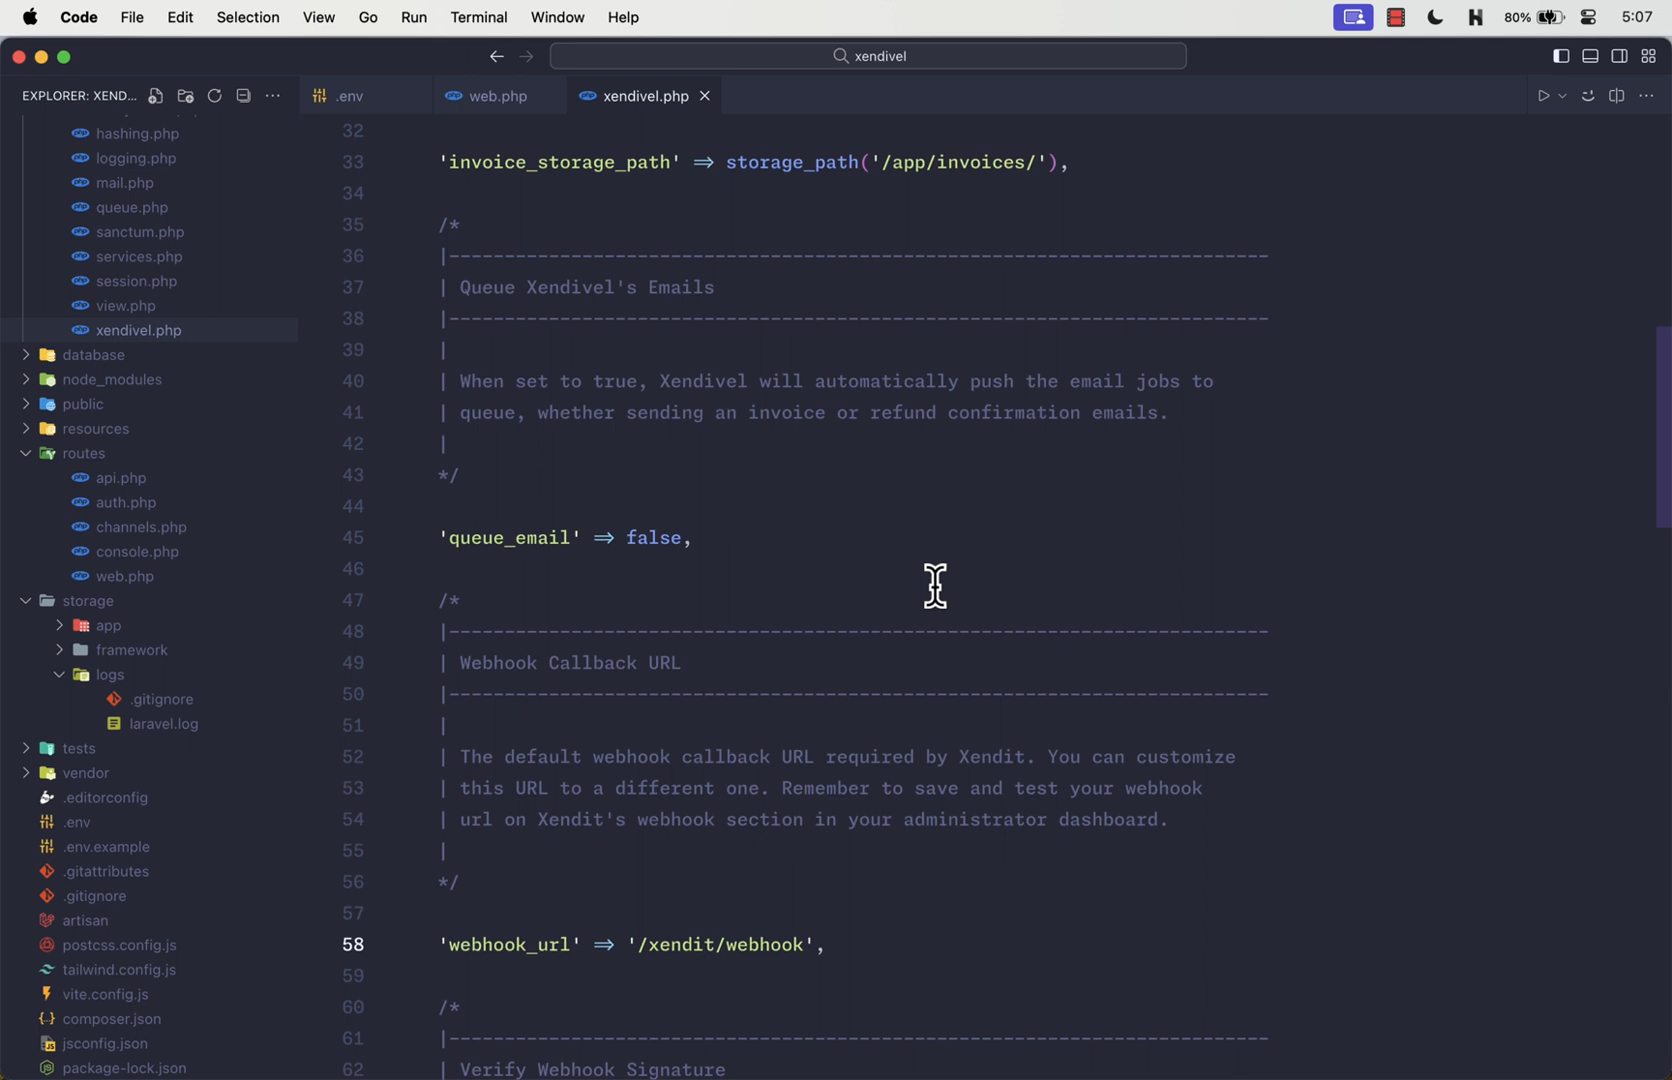 Code File Edit Selection View Go Run Terminal Window Help 80% 5:07
xendivel
EXPLORER: XEND...
.env
web.php
xendivel.php
hashing.php
logging.php
mail.php
queue.php
sanctum.php
services.php
session.php
view.php
xendivel.php
database
node_modules
public
resources
routes
api.php
auth.php
channels.php
console.php
web.php
storage
app
framework
logs
.gitignore
laravel.log
tests
vendor
.editorconfig
.env
.env.example
.gitattributes
.gitignore
artisan
postcss.config.js
tailwind.config.js
vite.config.js
composer.json
jsconfig.json
package-lock.json
32
33 'invoice_storage_path' => storage_path('/app/invoices/'),
34
35 /*
36 |--------------------------------------------------------------------------
37 | Queue Xendivel's Emails
38 |--------------------------------------------------------------------------
39 |
40 | When set to true, Xendivel will automatically push the email jobs to
41 | queue, whether sending an invoice or refund confirmation emails.
42 |
43 */
44
45 'queue_email' => false,
46
47 /*
48 |--------------------------------------------------------------------------
49 | Webhook Callback URL
50 |--------------------------------------------------------------------------
51 |
52 | The default webhook callback URL required by Xendit. You can customize
53 | this URL to a different one. Remember to save and test your webhook
54 | url on Xendit's webhook section in your administrator dashboard.
55 |
56 */
57
58 'webhook_url' => '/xendit/webhook',
59
60 /*
61 |--------------------------------------------------------------------------
62 | Verify Webhook Signature